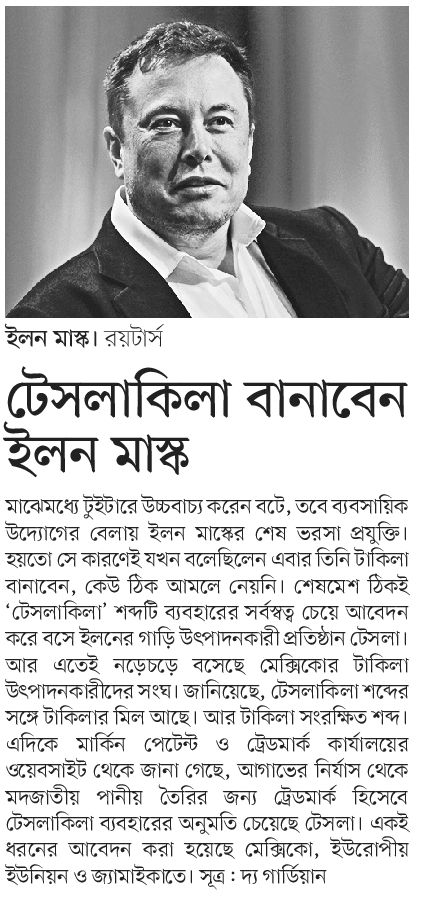 ইলন মাস্ক। রয়টার্স
টেসলাকিলা বানাবেন
ইলন মাস্ক
মাঝেমধ্যে টুইটারে উচ্চবাচ্য করেন বটে, তবে ব্যবসায়িক
উদ্যোগের বেলায় ইলন মাস্কের শেষ ভরসা প্রযুক্তি।
হয়তো সে কারণেই যখন বলেছিলেন এবার তিনি টাকিলা
বানাবেন, কেউ ঠিক আমলে নেয়নি। শেষমেশ ঠিকই
‘টেসলাকিলা’ শব্দটি ব্যবহারের সর্বস্বত্ব চেয়ে আবেদন
করে বসে ইলনের গাড়ি উৎপাদনকারী প্রতিষ্ঠান টেসলা।
আর এতেই নড়েচড়ে বসেছে মেক্সিকোর টাকিলা
উৎপাদনকারীদের সংঘ। জানিয়েছে, টেসলাকিলা শব্দের
সঙ্গে টাকিলার মিল আছে। আর টাকিলা সংরক্ষিত শব্দ।
এদিকে মার্কিন পেটেন্ট ও ট্রেডমার্ক কার্যালয়ের
ওয়েবসাইট থেকে জানা গেছে, আগাভের নির্যাস থেকে
মদজাতীয় পানীয় তৈরির জন্য ট্রেডমার্ক হিসেবে
টেসলাকিলা ব্যবহারের অনুমতি চেয়েছে টেসলা। একই
ধরনের আবেদন করা হয়েছে মেক্সিকো, ইউরোপীয়
ইউনিয়ন ও জ্যামাইকাতে। সূত্র : দ্য গার্ডিয়ান